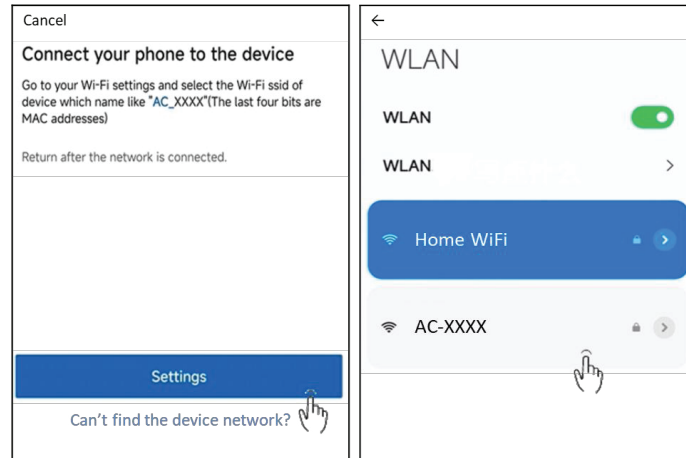 Cancel
Connect your phone to the device
Go to your Wi-Fi settings and select the Wi-Fi ssid of
device which name like "AC_XXXX"(The last four bits are
MAC addresses)
Return after the network is connected.
Settings
Can't find the device network?
WLAN
WLAN
WLAN
Home WiFi
AC-XXXX